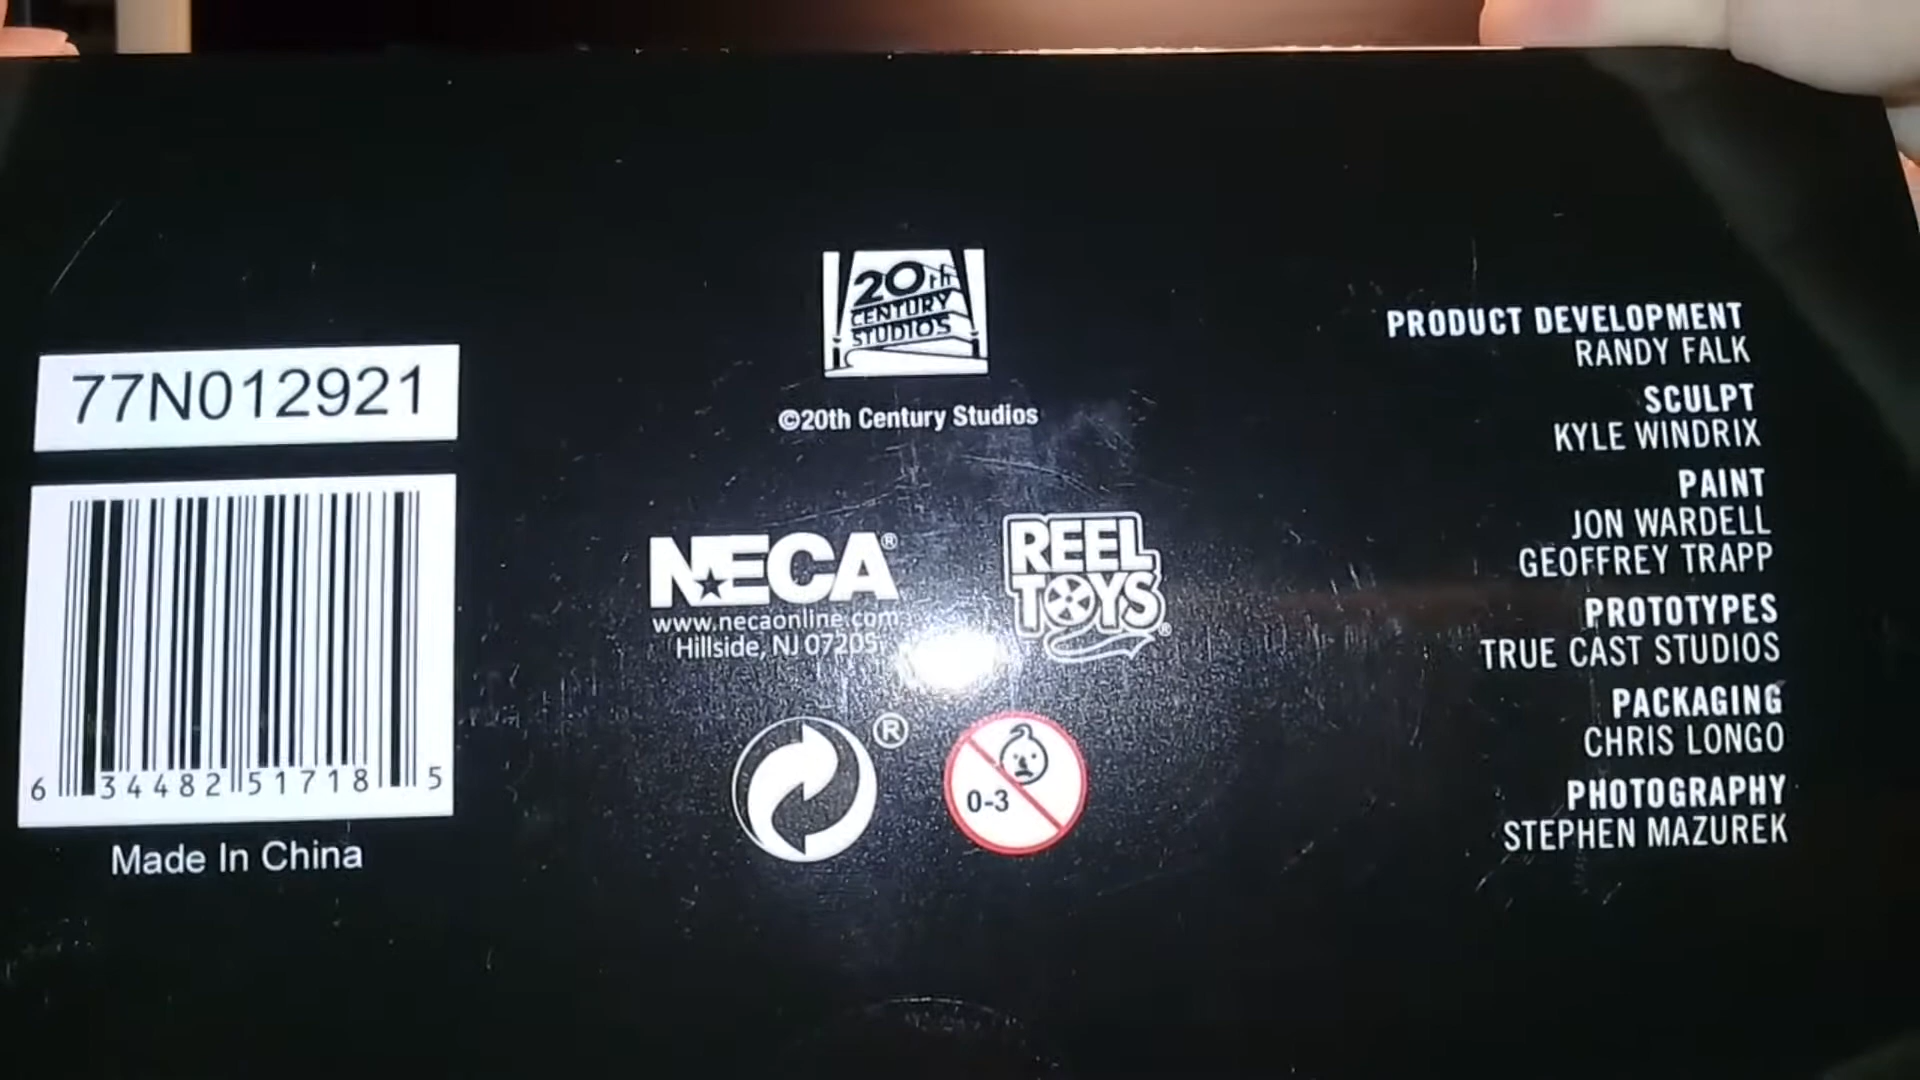 77N012921
6 34482 51718 5
Made In China
20th
CENTURY
STUDIOS
©20th Century Studios
NECA®
www.necaonline.com
Hillside, NJ 07205
REEL
TOYS®
®
0-3
PRODUCT DEVELOPMENT
RANDY FALK
SCULPT
KYLE WINDRIX
PAINT
JON WARDELL
GEOFFREY TRAPP
PROTOTYPES
TRUE CAST STUDIOS
PACKAGING
CHRIS LONGO
PHOTOGRAPHY
STEPHEN MAZUREK